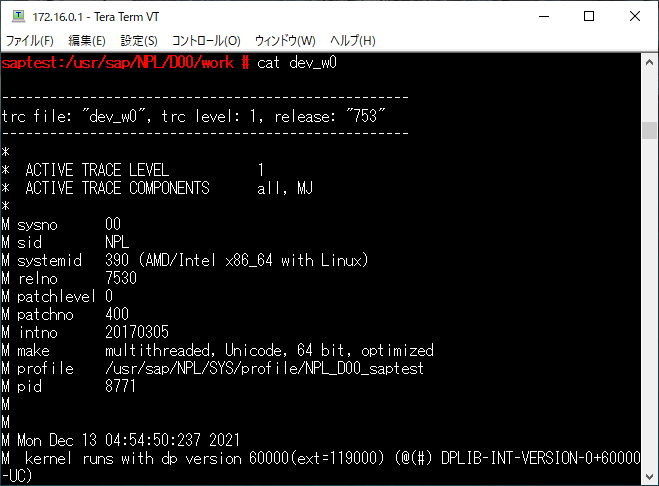 172.16.0.1 - Tera Term VT
ファイル(F) 編集(E) 設定(S) コントロール(O) ウィンドウ(W) ヘルプ(H)
saptest:/usr/sap/NPL/D00/work # cat dev_w0
---------------------------------------------------
trc file: "dev_w0", trc level: 1, release: "753"
---------------------------------------------------
*
*  ACTIVE TRACE LEVEL           1
*  ACTIVE TRACE COMPONENTS      all, MJ
*
M sysno      00
M sid        NPL
M systemid   390 (AMD/Intel x86_64 with Linux)
M relno      7530
M patchlevel 0
M patchno    400
M intno      20170305
M make       multithreaded, Unicode, 64 bit, optimized
M profile    /usr/sap/NPL/SYS/profile/NPL_D00_saptest
M pid        8771
M
M
M Mon Dec 13 04:54:50:237 2021
M  kernel runs with dp version 60000(ext=119000) (@(#) DPLIB-INT-VERSION-0+60000
-UC)